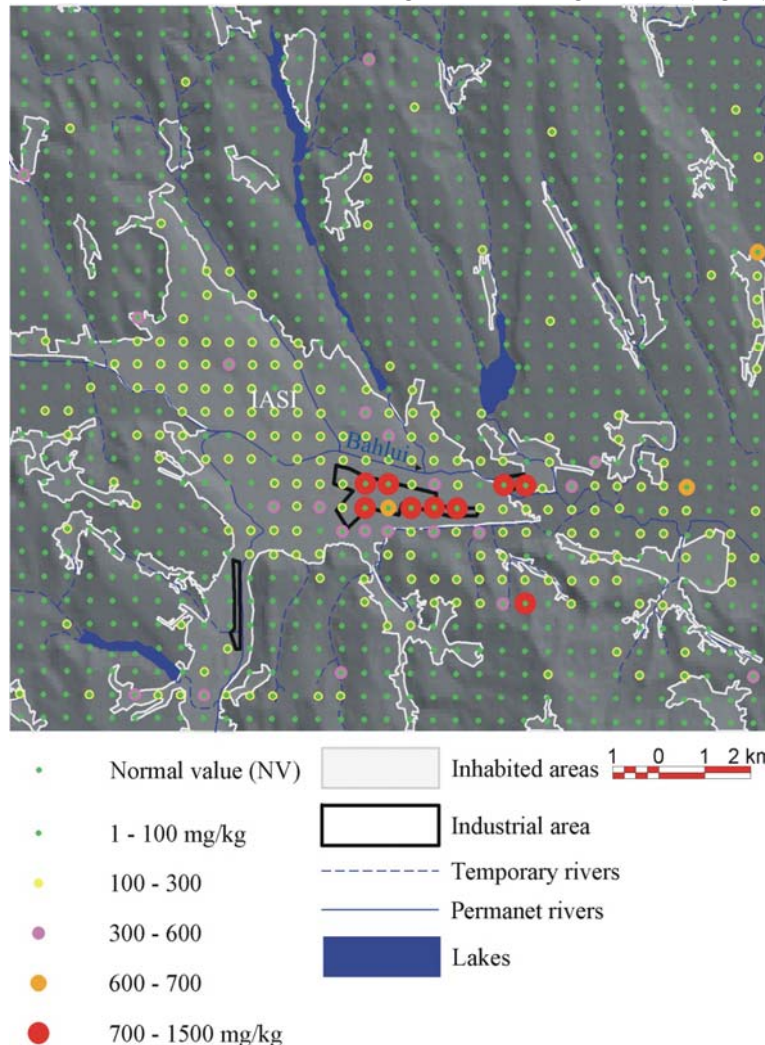 IASI
Bahlui
Normal value (NV)
1 - 100 mg/kg
100 - 300
300 - 600
600 - 700
700 - 1500 mg/kg
Inhabited areas
Industrial area
Temporary rivers
Permanet rivers
Lakes
1 0 1 2 km